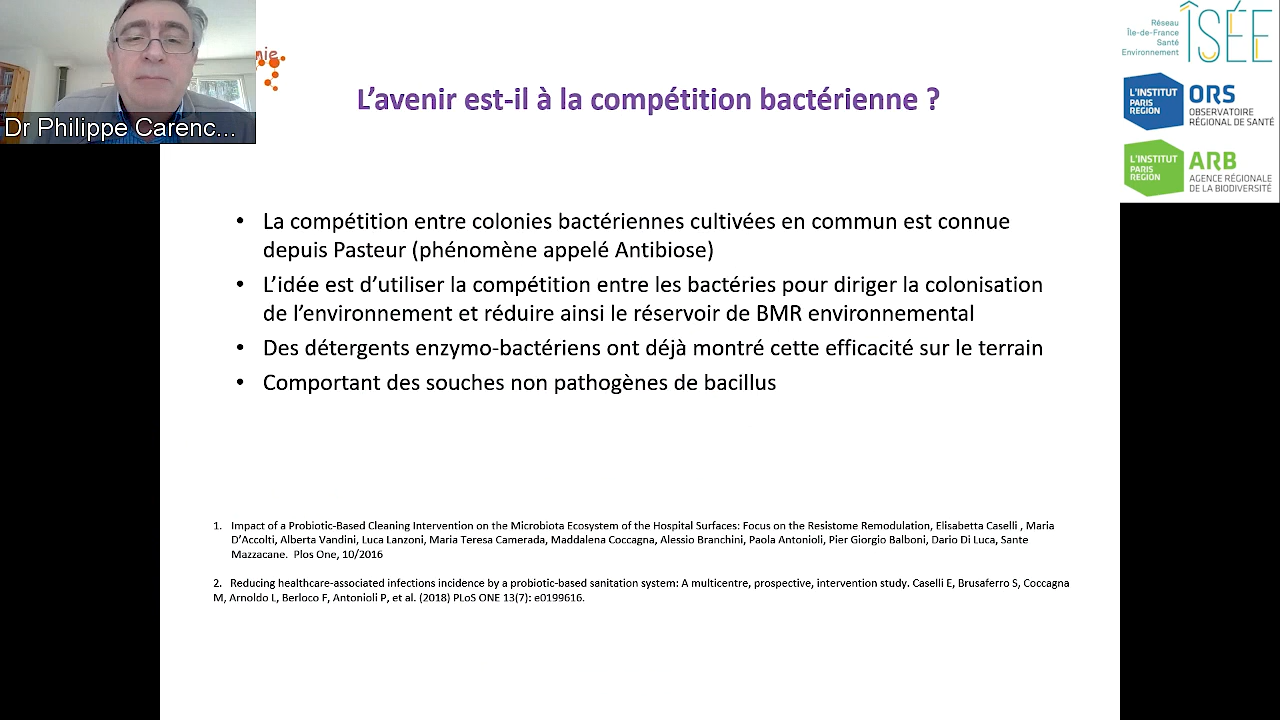 Dr Philippe Carenc...
L'avenir est-il à la compétition bactérienne ?
Réseau
Île-de-France
Santé
Environnement
ÎSÉE
L'INSTITUT
PARIS
REGION
ORS
OBSERVATOIRE
RÉGIONAL DE SANTÉ
L'INSTITUT
PARIS
REGION
ARB
AGENCE RÉGIONALE
DE LA BIODIVERSITÉ
• La compétition entre colonies bactériennes cultivées en commun est connue
depuis Pasteur (phénomène appelé Antibiose)
• L'idée est d'utiliser la compétition entre les bactéries pour diriger la colonisation
de l'environnement et réduire ainsi le réservoir de BMR environnemental
• Des détergents enzymo-bactériens ont déjà montré cette efficacité sur le terrain
• Comportant des souches non pathogènes de bacillus
1. Impact of a Probiotic-Based Cleaning Intervention on the Microbiota Ecosystem of the Hospital Surfaces: Focus on the Resistome Remodulation, Elisabetta Caselli , Maria
D'Accolti, Alberta Vandini, Luca Lanzoni, Maria Teresa Camerada, Maddalena Coccagna, Alessio Branchini, Paola Antonioli, Pier Giorgio Balboni, Dario Di Luca, Sante
Mazzacane. Plos One, 10/2016
2. Reducing healthcare-associated infections incidence by a probiotic-based sanitation system: A multicentre, prospective, intervention study. Caselli E, Brusaferro S, Coccagna
M, Arnoldo L, Berloco F, Antonioli P, et al. (2018) PLoS ONE 13(7): e0199616.